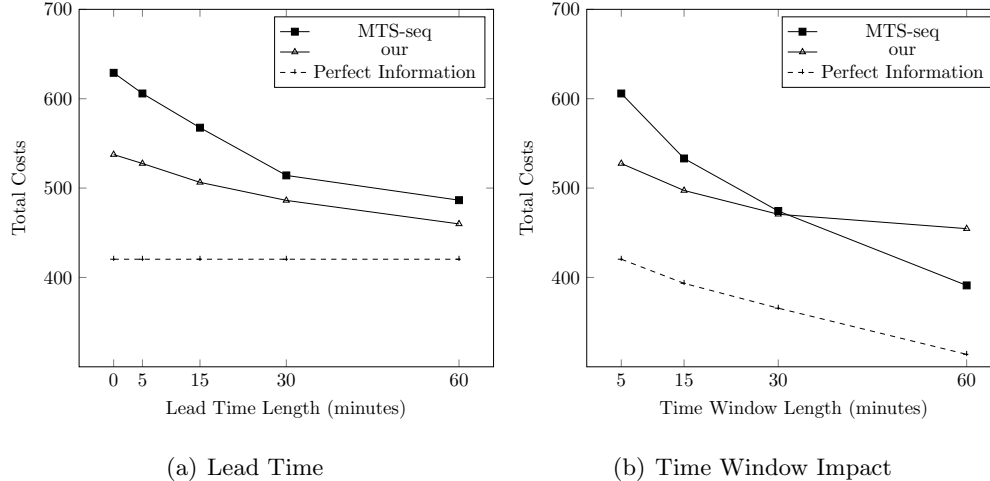 700
600
500
400
Total Costs
0 5 15 30 60
Lead Time Length (minutes)
MTS-seq
our
Perfect Information
(a) Lead Time
700
600
500
400
Total Costs
5 15 30 60
Time Window Length (minutes)
MTS-seq
our
Perfect Information
(b) Time Window Impact